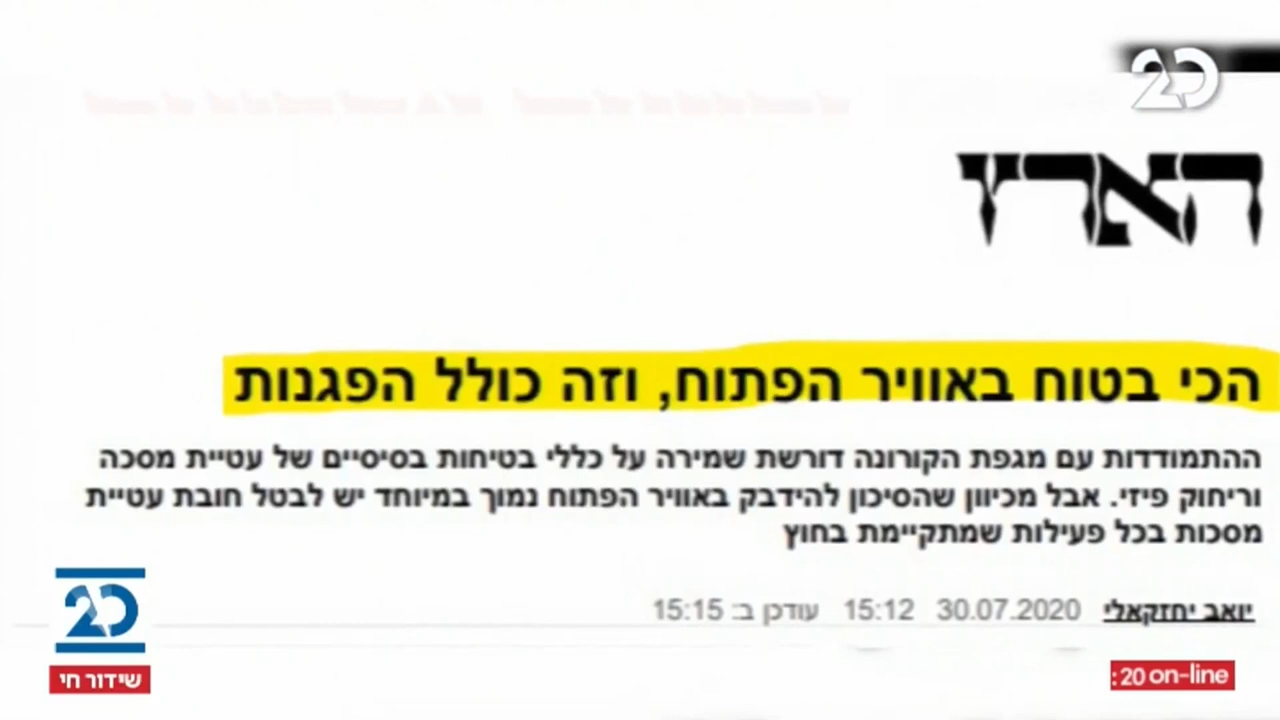 20
הארץ
הכי בטוח באוויר הפתוח, וזה כולל הפגנות
ההתמודדות עם מגפת הקורונה דורשת שמירה על כללי בטיחות בסיסיים של עטיית מסכה
וריחוק פיזי. אבל מכיוון שהסיכון להידבק באוויר הפתוח נמוך במיוחד יש לבטל חובת עטיית
מסכות בכל פעילות שמתקיימת בחוץ
יואב יחזקאלי 30.07.2020 15:12 עודכן ב: 15:15
20
שידור חי
:20 on-line